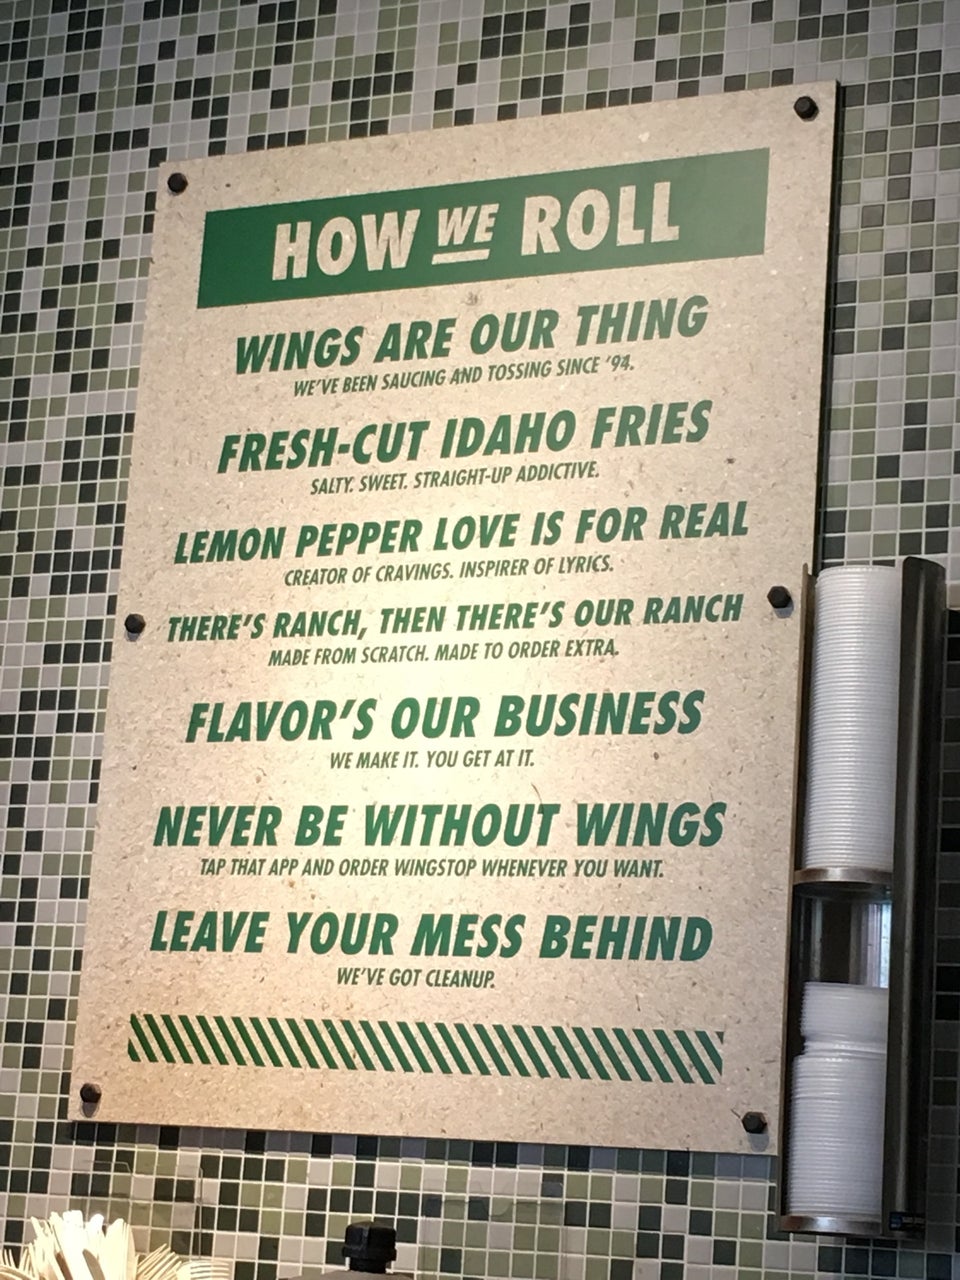 HOW WE ROLL
WINGS ARE OUR THING
WE'VE BEEN SAUCING AND TOSSING SINCE '94.
FRESH-CUT IDAHO FRIES
SALTY. SWEET. STRAIGHT-UP ADDICTIVE.
LEMON PEPPER LOVE IS FOR REAL
CREATOR OF CRAVINGS. INSPIRER OF LYRICS.
THERE'S RANCH, THEN THERE'S OUR RANCH
MADE FROM SCRATCH. MADE TO ORDER EXTRA.
FLAVOR'S OUR BUSINESS
WE MAKE IT. YOU GET AT IT.
NEVER BE WITHOUT WINGS
TAP THAT APP AND ORDER WINGSTOP WHENEVER YOU WANT.
LEAVE YOUR MESS BEHIND
WE'VE GOT CLEANUP.